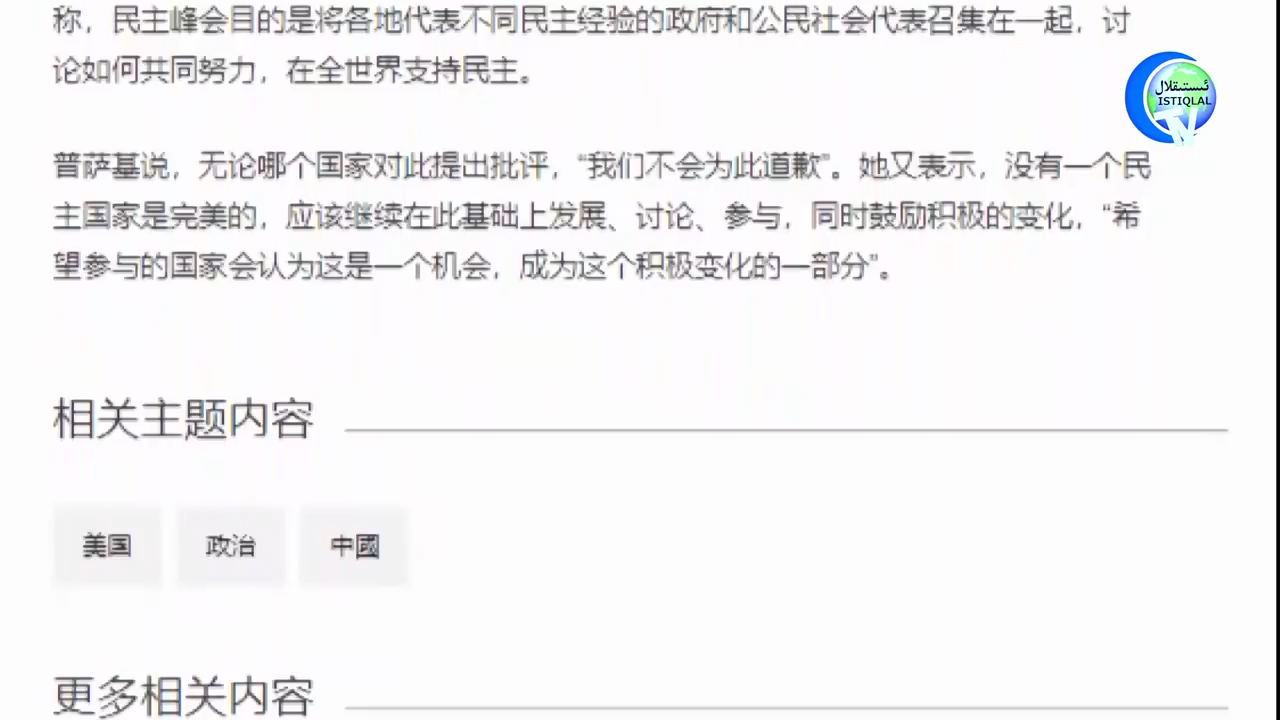 称，民主峰会目的是将各地代表不同民主经验的政府和公民社会代表召集在一起，讨
论如何共同努力，在全世界支持民主。
ئىستىقلال
ISTIQLAL
TV
普萨基说，无论哪个国家对此提出批评，“我们不会为此道歉”。她又表示，没有一个民
主国家是完美的，应该继续在此基础上发展、讨论、参与，同时鼓励积极的变化，“希
望参与的国家会认为这是一个机会，成为这个积极变化的一部分”。
相关主题内容
美国
政治
中國
更多相关内容